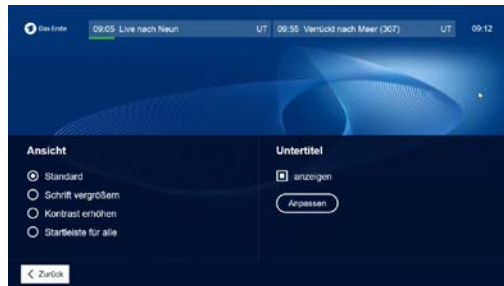 Das Erste 09:05 Live nach Neun UT 09:55 Verrückt nach Meer (307) UT 09:12
Ansicht
Untertitel
Standard
anzeigen
Schrift vergrößern
Anpassen
Kontrast erhöhen
Startleiste für alle
Zurück